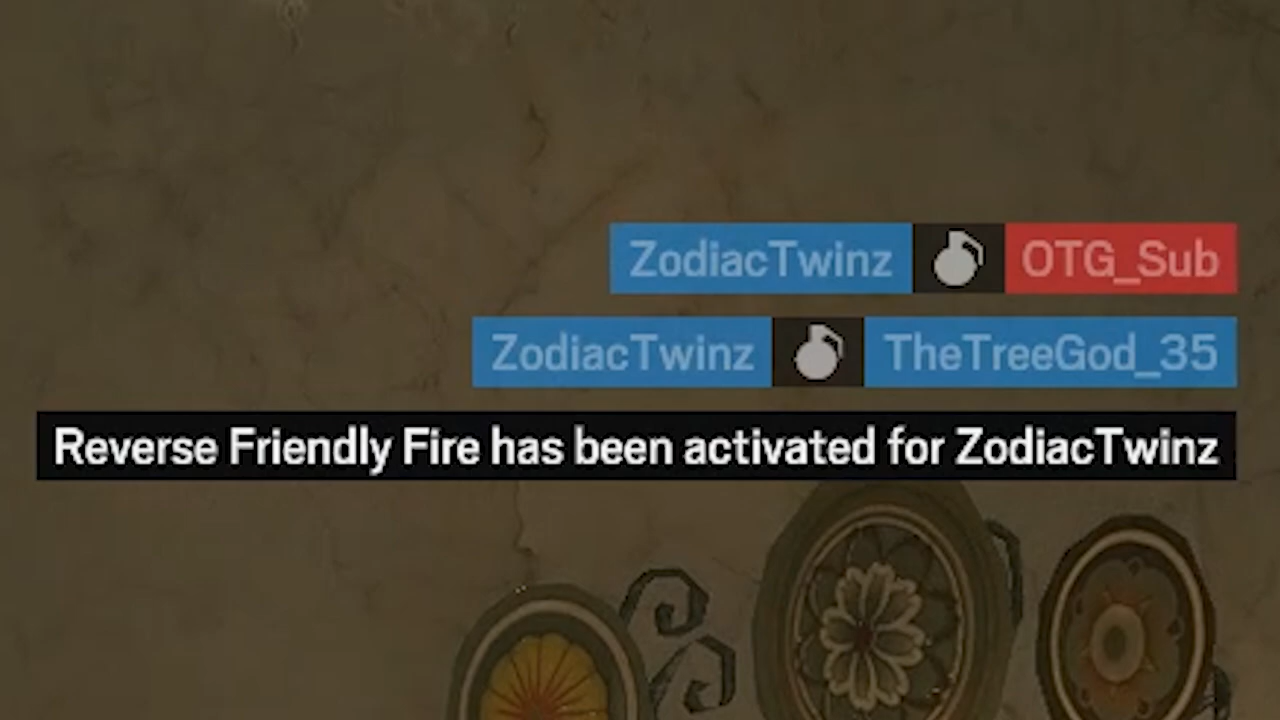 ZodiacTwinz OTG_Sub
ZodiacTwinz TheTreeGod_35
Reverse Friendly Fire has been activated for ZodiacTwinz